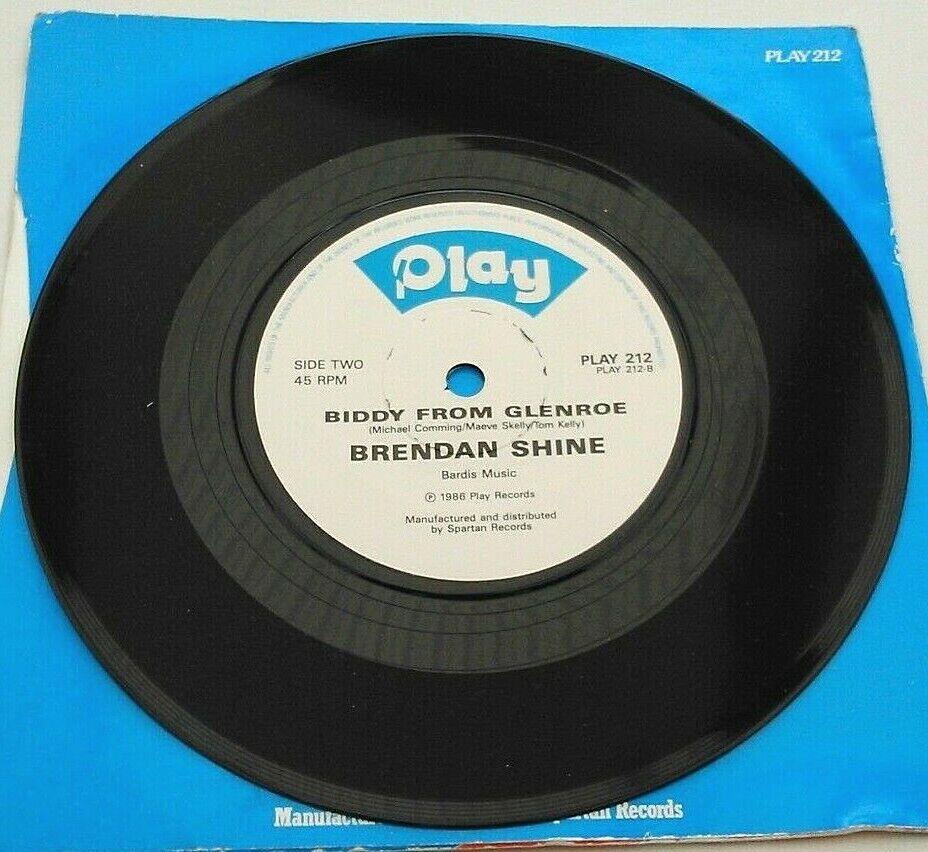 PLAY 212
Play
SIDE TWO
45 RPM
PLAY 212
PLAY 212-B
BIDDY FROM GLENROE
(Michael Comming/Maeve Skelly/Tom Kelly)
BRENDAN SHINE
Bardis Music
Ⓟ 1986 Play Records
Manufactured and distributed
by Spartan Records
Records